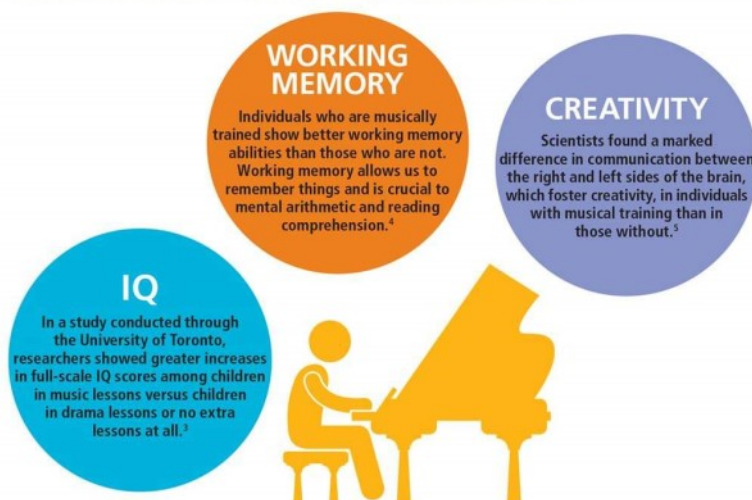 WORKING
MEMORY
Individuals who are musically
trained show better working memory
abilities than those who are not.
Working memory allows us to
remember things and is crucial to
mental arithmetic and reading
comprehension.⁴
CREATIVITY
Scientists found a marked
difference in communication between
the right and left sides of the brain,
which foster creativity, in individuals
with musical training than in
those without.⁵
IQ
In a study conducted through
the University of Toronto,
researchers showed greater increases
in full-scale IQ scores among children
in music lessons versus children
in drama lessons or no extra
lessons at all.³